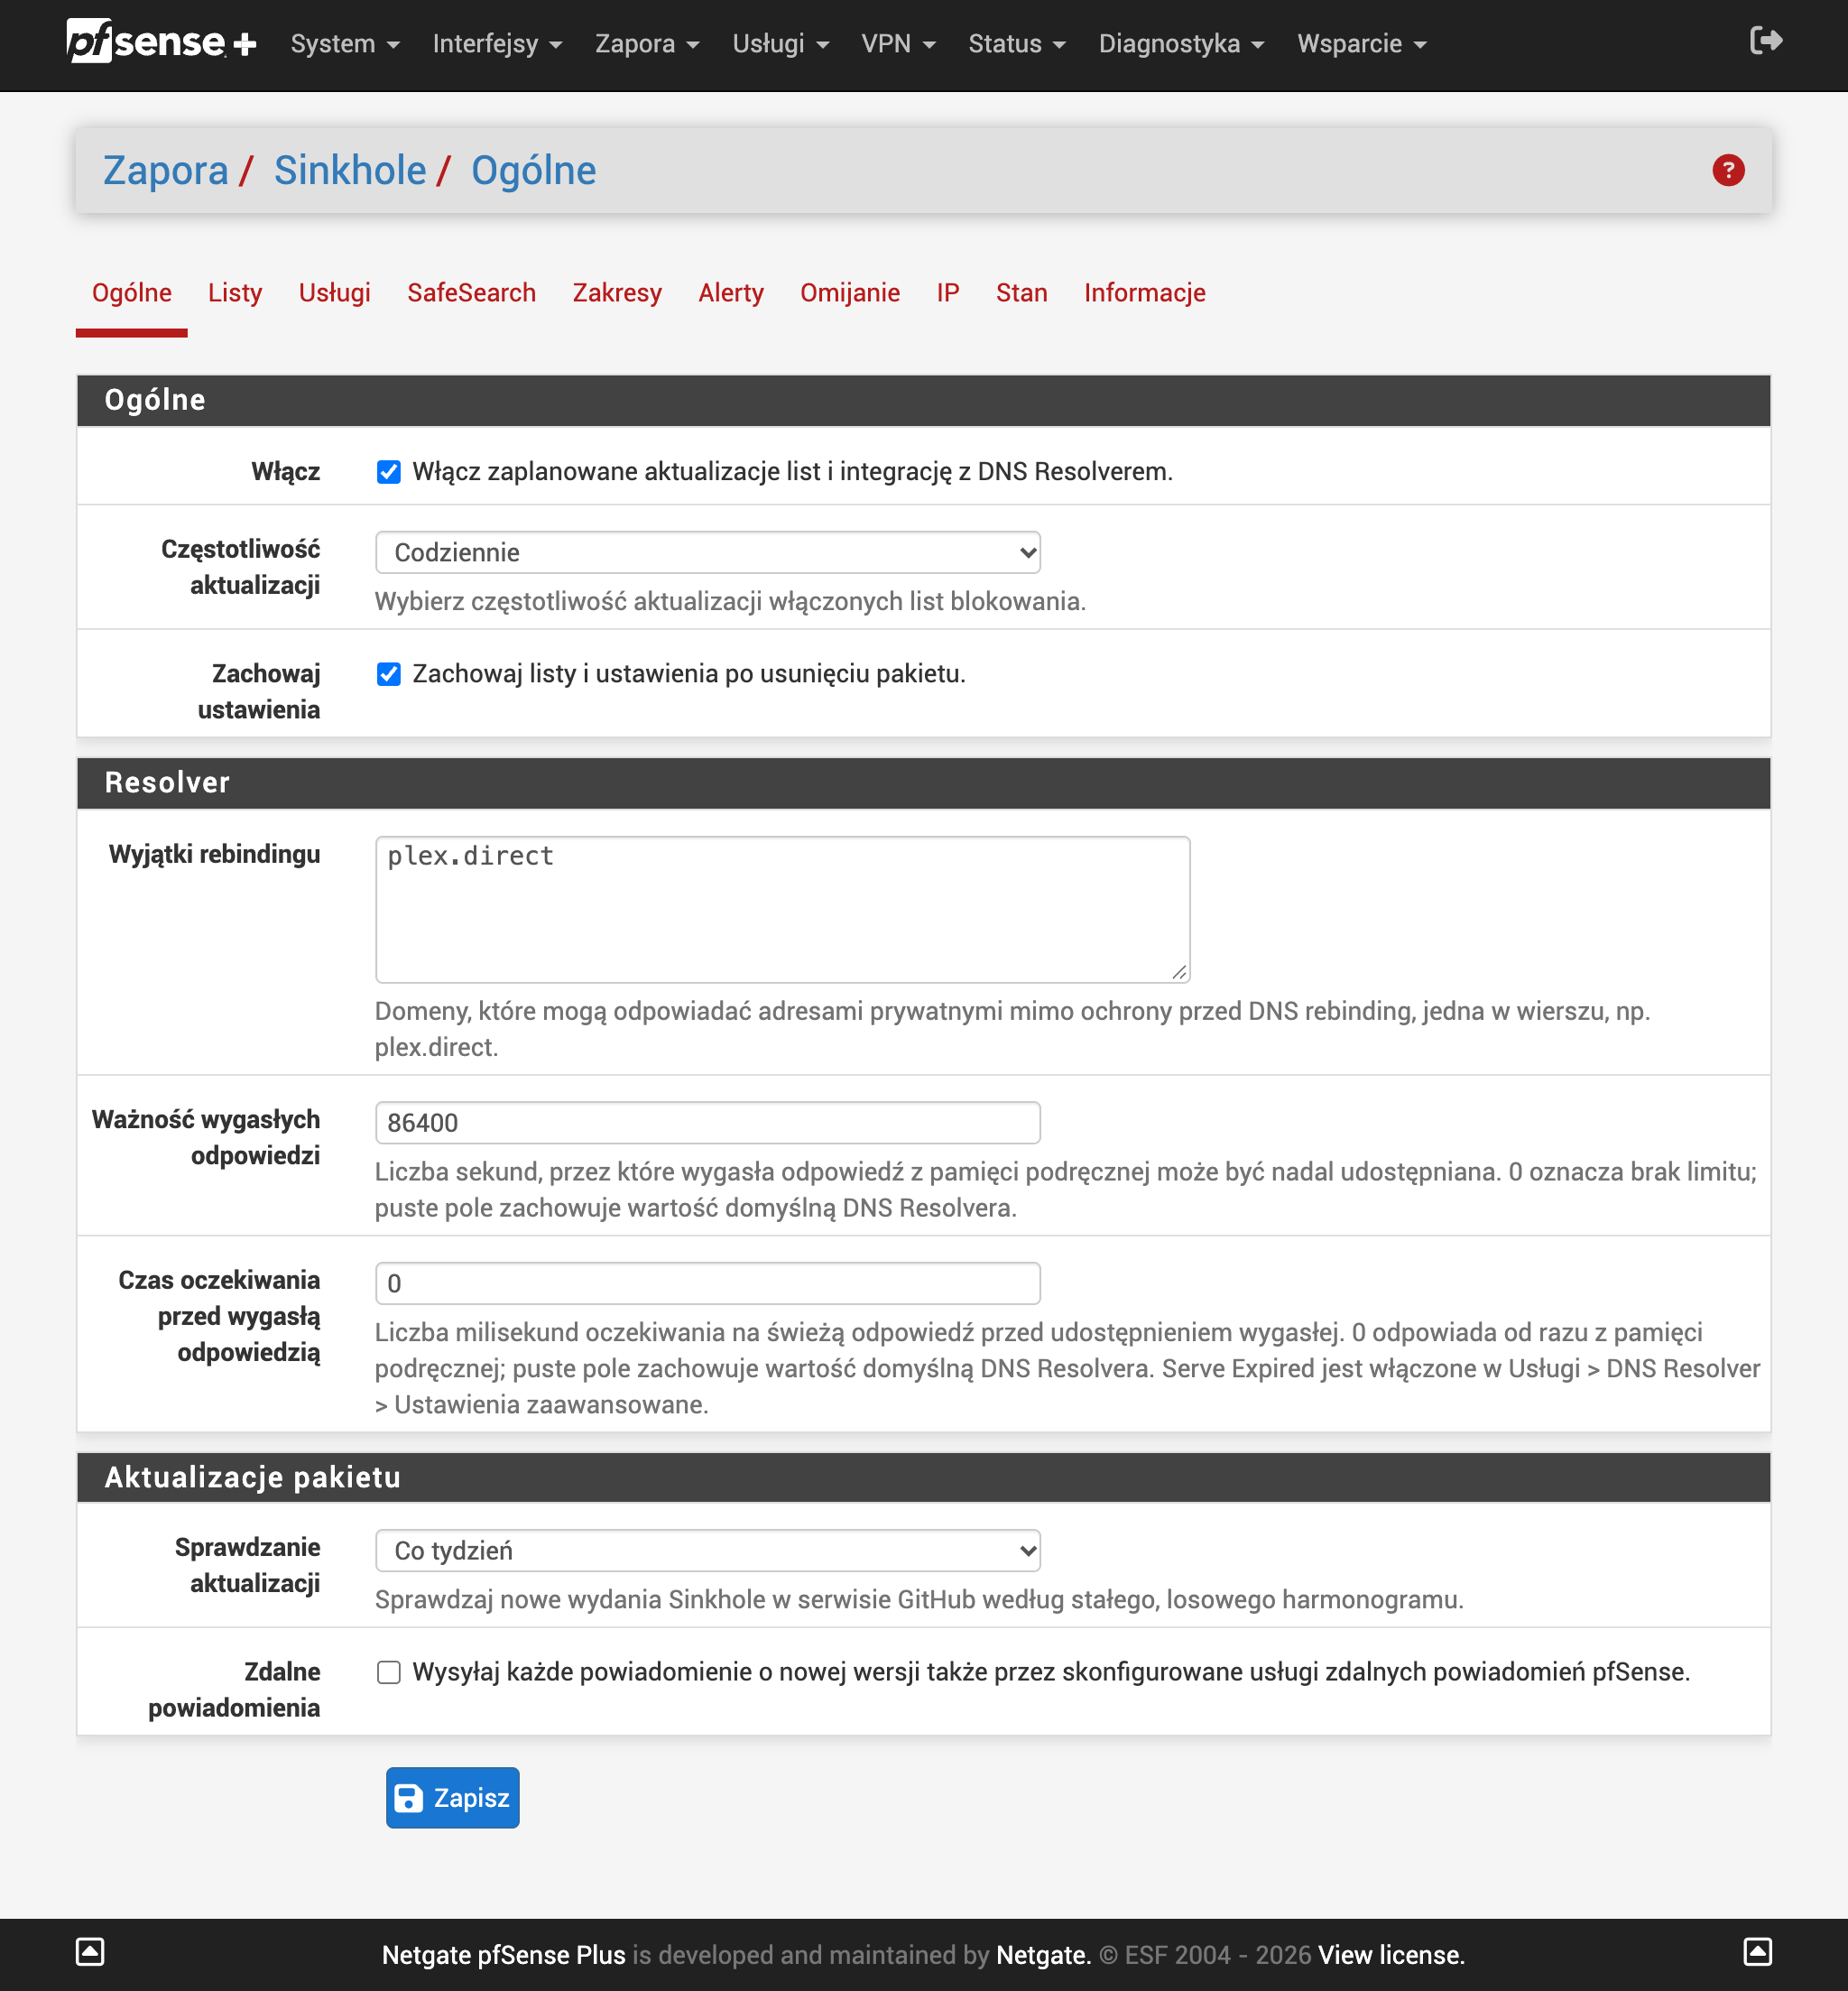 pfsense+ System Interfejsy Zapora Usługi VPN Status Diagnostyka Wsparcie
Zapora / Sinkhole / Ogólne
Ogólne Listy Usługi SafeSearch Zakresy Alerty Omijanie IP Stan Informacje
Ogólne
Włącz Włącz zaplanowane aktualizacje list i integrację z DNS Resolverem.
Częstotliwość
aktualizacji
Codziennie
Wybierz częstotliwość aktualizacji włączonych list blokowania.
Zachowaj
ustawienia
Zachowaj listy i ustawienia po usunięciu pakietu.
Resolver
Wyjątki rebindingu
plex.direct
Domeny, które mogą odpowiadać adresami prywatnymi mimo ochrony przed DNS rebinding, jedna w wierszu, np.
plex.direct.
Ważność wygasłych
odpowiedzi
86400
Liczba sekund, przez które wygasła odpowiedź z pamięci podręcznej może być nadal udostępniana. 0 oznacza brak limitu;
puste pole zachowuje wartość domyślną DNS Resolvera.
Czas oczekiwania
przed wygasłą
odpowiedzią
0
Liczba milisekund oczekiwania na świeżą odpowiedź przed udostępnieniem wygasłej. 0 odpowiada od razu z pamięci
podręcznej; puste pole zachowuje wartość domyślną DNS Resolvera. Serve Expired jest włączone w Usługi > DNS Resolver
> Ustawienia zaawansowane.
Aktualizacje pakietu
Sprawdzanie
aktualizacji
Co tydzień
Sprawdzaj nowe wydania Sinkhole w serwisie GitHub według stałego, losowego harmonogramu.
Zdalne
powiadomienia
Wysyłaj każde powiadomienie o nowej wersji także przez skonfigurowane usługi zdalnych powiadomień pfSense.
Zapisz
Netgate pfSense Plus is developed and maintained by Netgate. © ESF 2004 - 2026 View license.